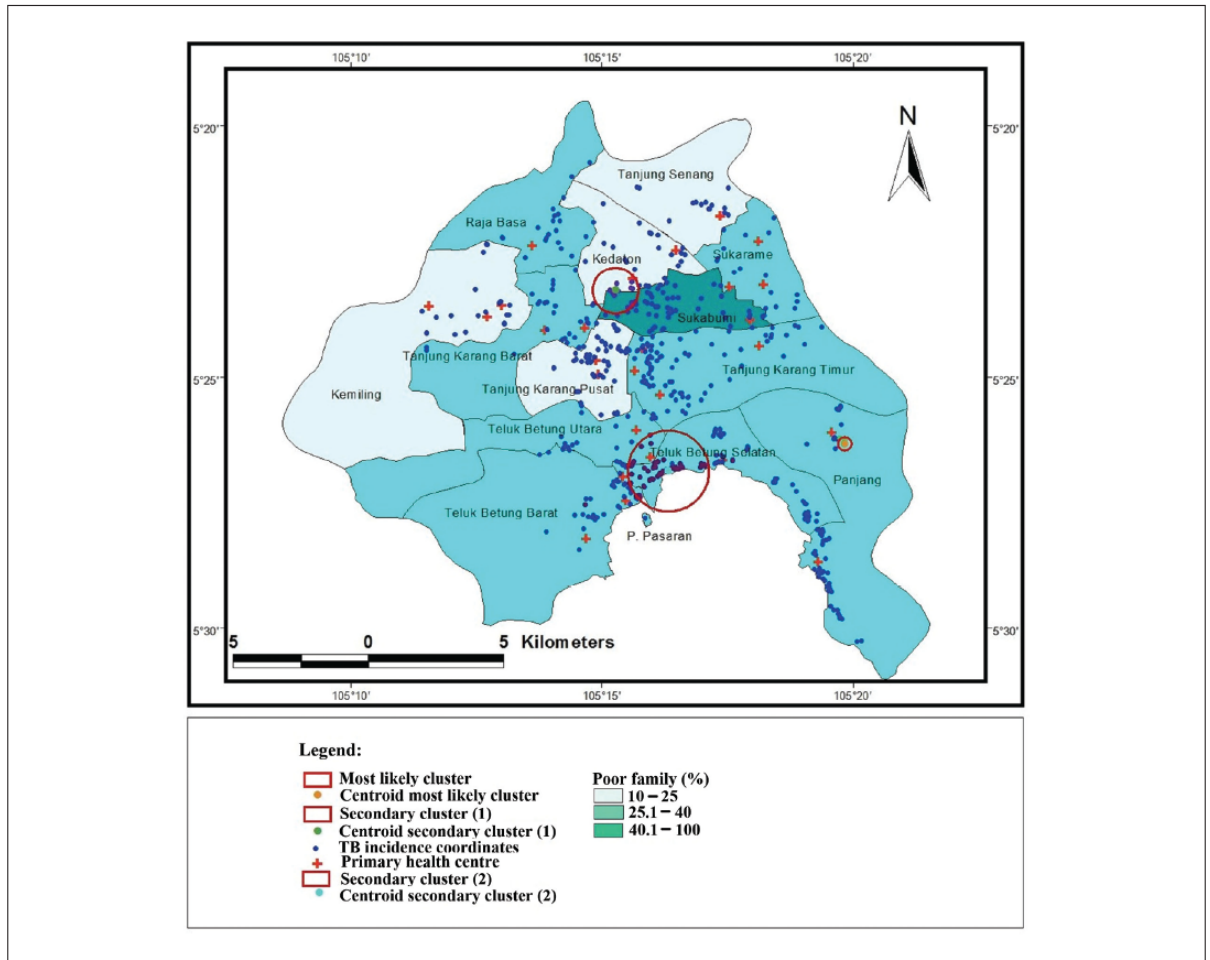 105°10' 105°15' 105°20'
5°20' 5°20'
N
Tanjung Senang
Raja Basa
Kedaton
Sukarame
Sukabumi
Tanjung Karang Barat
Tanjung Karang Timur
5°25' 5°25'
Kemiling
Tanjung Karang Pusat
Teluk Betung Utara
Teluk Betung Selatan
Panjang
Teluk Betung Barat
P. Pasaran
5°30' 5°30'
5 0 5 Kilometers
105°10' 105°15' 105°20'
Legend:
Most likely cluster
Centroid most likely cluster
Secondary cluster (1)
Centroid secondary cluster (1)
TB incidence coordinates
Primary health centre
Secondary cluster (2)
Centroid secondary cluster (2)
Poor family (%)
10 – 25
25.1 – 40
40.1 – 100